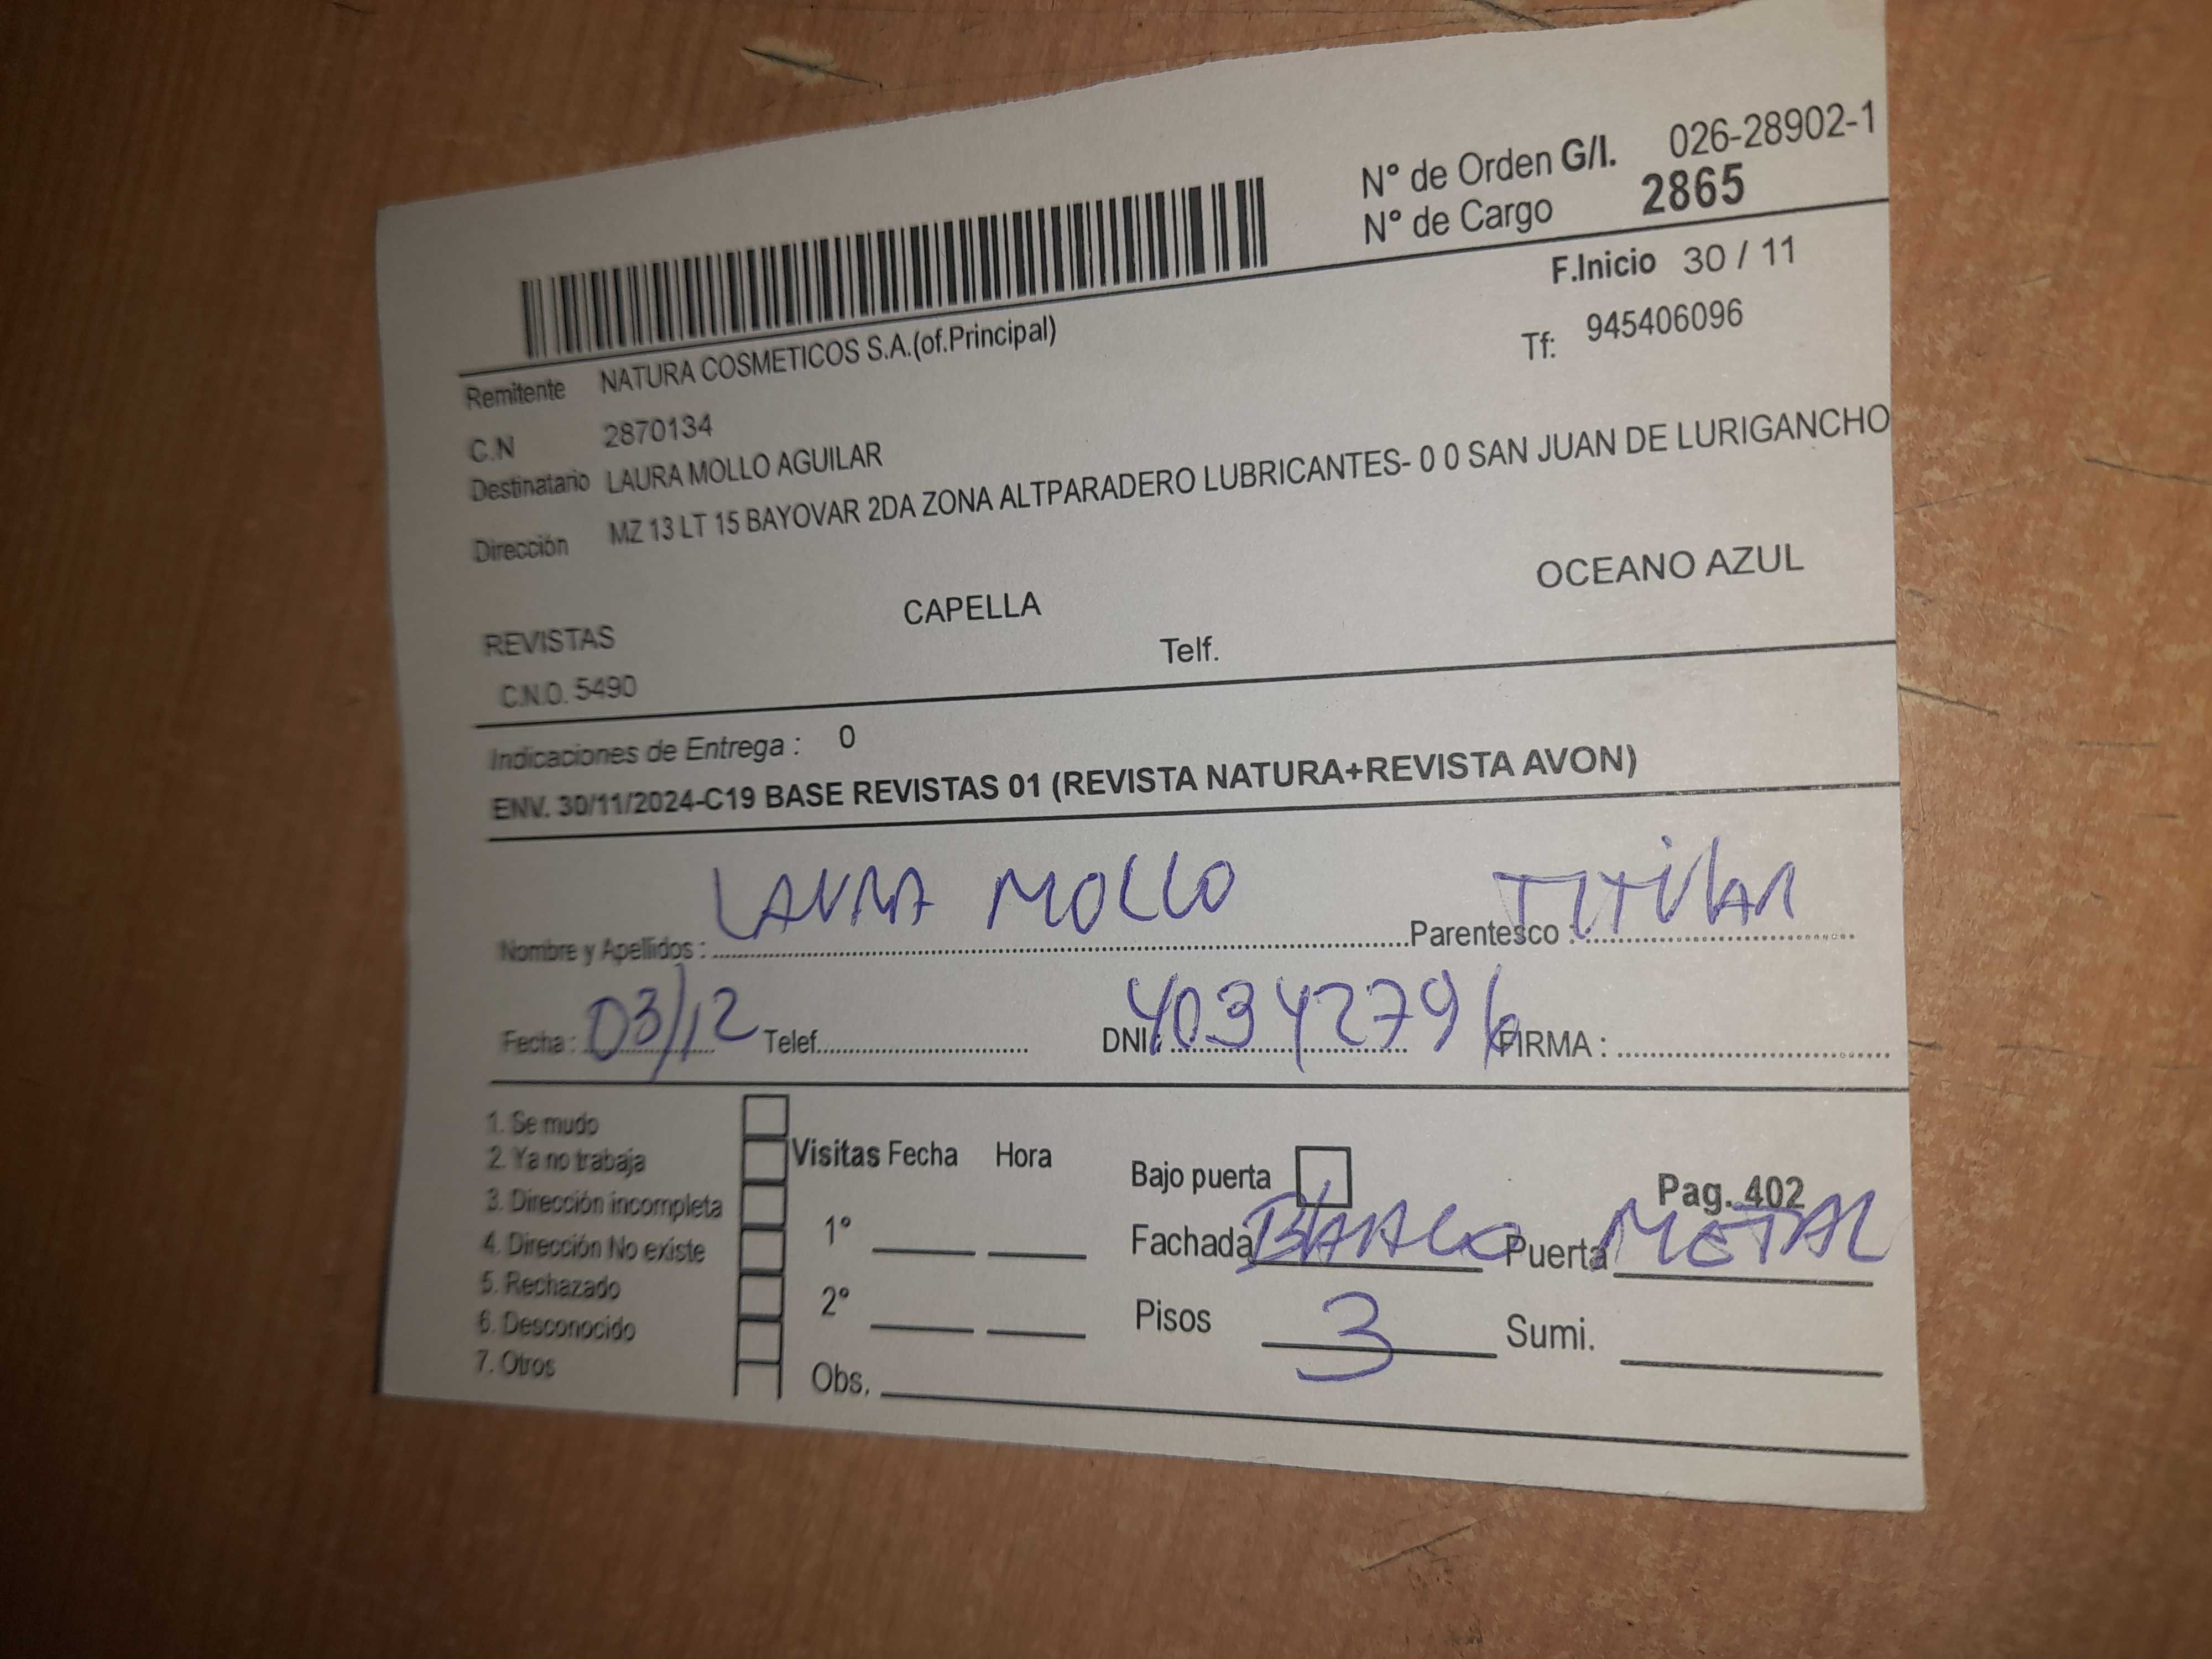 N° de Orden G/I. 026-28902-1
N° de Cargo 2865
F.Inicio 30 / 11
Remitente NATURA COSMETICOS S.A.(of.Principal) Tf: 945406096
C.N 2870134
Destinatario LAURA MOLLO AGUILAR
Dirección MZ 13 LT 15 BAYOVAR 2DA ZONA ALTPARADERO LUBRICANTES- 0 0 SAN JUAN DE LURIGANCHO
REVISTAS CAPELLA OCEANO AZUL
C.N.O. 5490 Telf.
Indicaciones de Entrega : 0
ENV. 30/11/2024-C19 BASE REVISTAS 01 (REVISTA NATURA+REVISTA AVON)
Nombre y Apellidos : LAURA MOLLO Parentesco : TITULAR
Fecha : 03/12 Telef. DNI : 40342796 FIRMA :
1. Se mudo
2. Ya no trabaja Visitas Fecha Hora Bajo puerta Pag. 402
3. Dirección incompleta
4. Dirección No existe 1° Fachada BLANCO Puerta METAL
5. Rechazado
6. Desconocido 2° Pisos 3 Sumi.
7. Otros Obs.